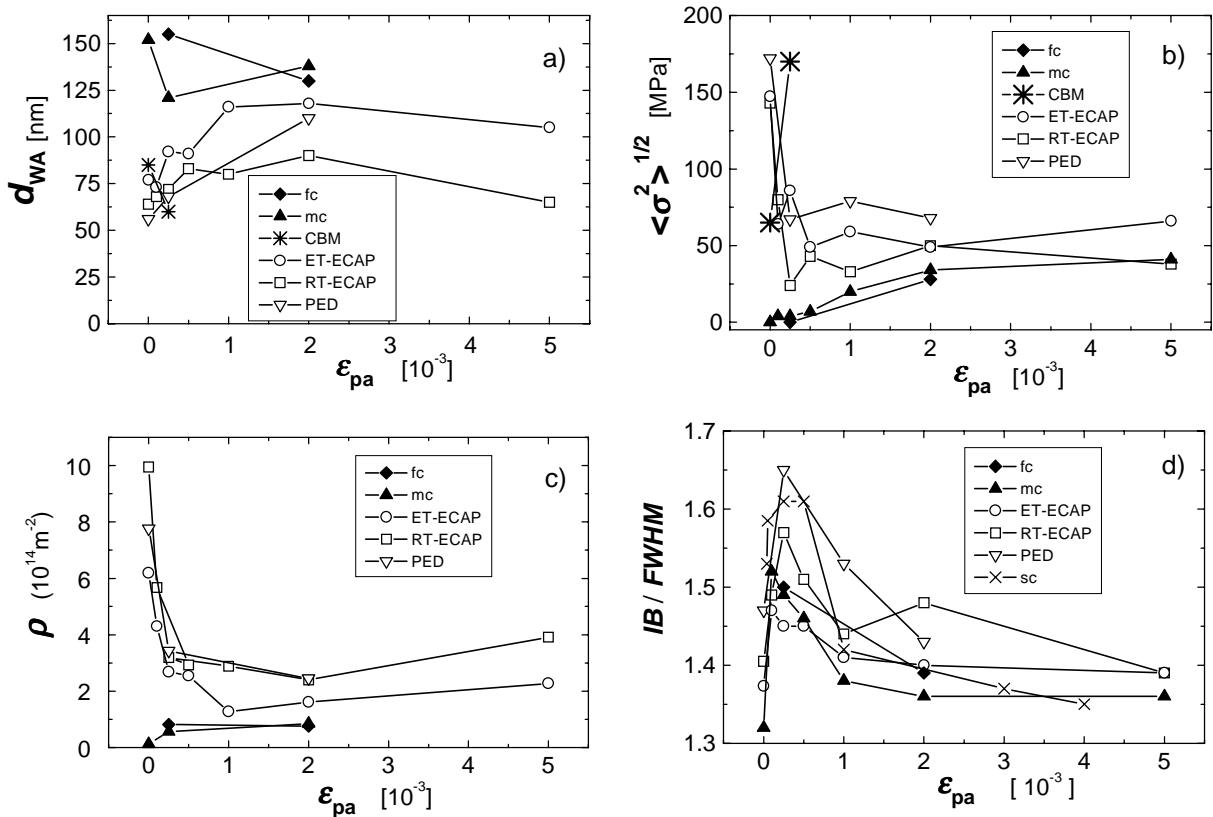 a)
d_WA [nm]
150
125
100
75
50
25
0
fc
mc
CBM
ET-ECAP
RT-ECAP
PED
0 1 2 3 4 5
ε_pa [10^-3]
b)
<σ^2>^1/2 [MPa]
200
150
100
50
0
fc
mc
CBM
ET-ECAP
RT-ECAP
PED
0 1 2 3 4 5
ε_pa [10^-3]
c)
ρ (10^14 m^-2)
10
8
6
4
2
0
fc
mc
ET-ECAP
RT-ECAP
PED
0 1 2 3 4 5
ε_pa [10^-3]
d)
IB / FWHM
1.7
1.6
1.5
1.4
1.3
fc
mc
ET-ECAP
RT-ECAP
PED
sc
0 1 2 3 4 5
ε_pa [10^-3]